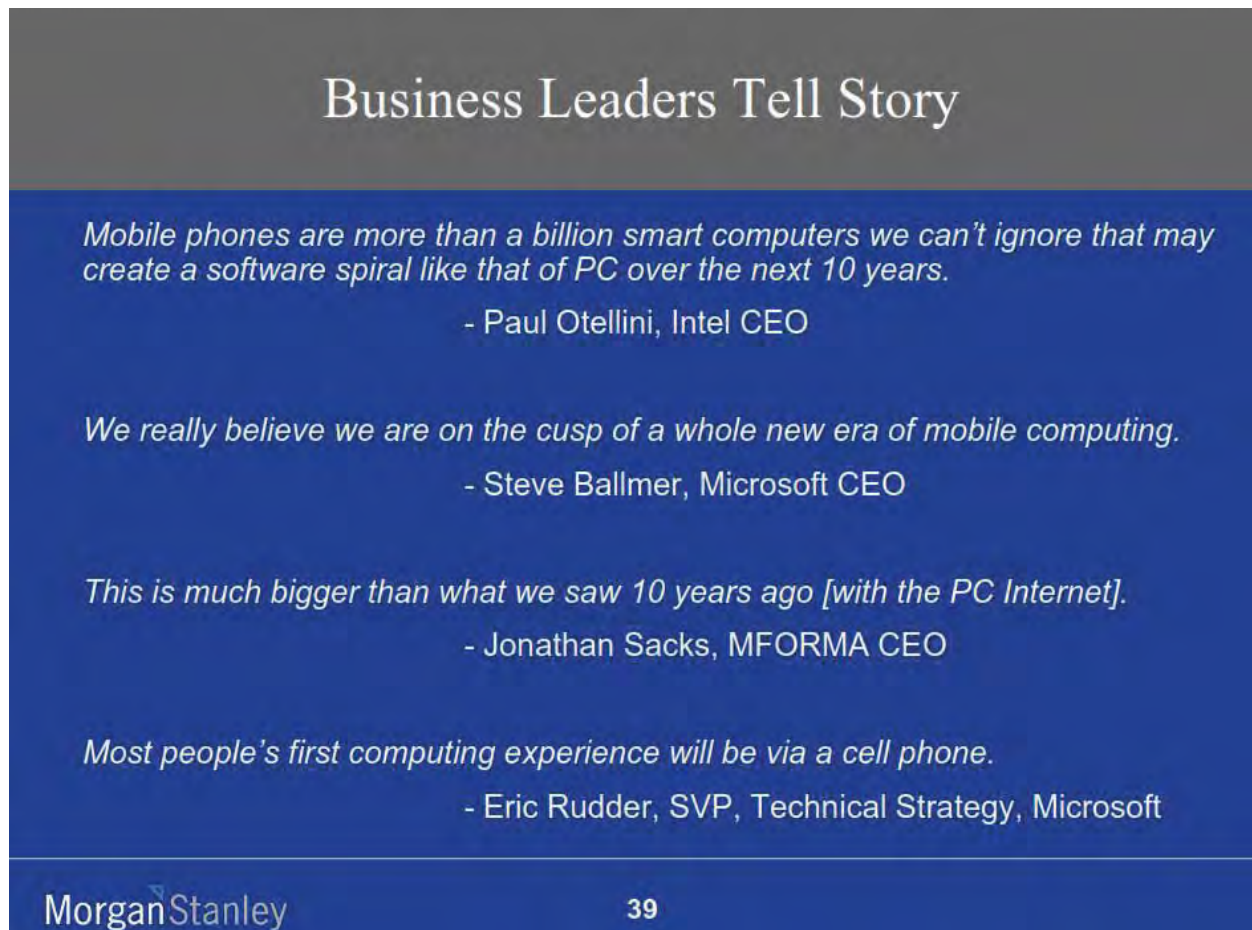 Business Leaders Tell Story
Mobile phones are more than a billion smart computers we can't ignore that may
create a software spiral like that of PC over the next 10 years.
- Paul Otellini, Intel CEO
We really believe we are on the cusp of a whole new era of mobile computing.
- Steve Ballmer, Microsoft CEO
This is much bigger than what we saw 10 years ago [with the PC Internet].
- Jonathan Sacks, MFORMA CEO
Most people's first computing experience will be via a cell phone.
- Eric Rudder, SVP, Technical Strategy, Microsoft
MorganStanley
39